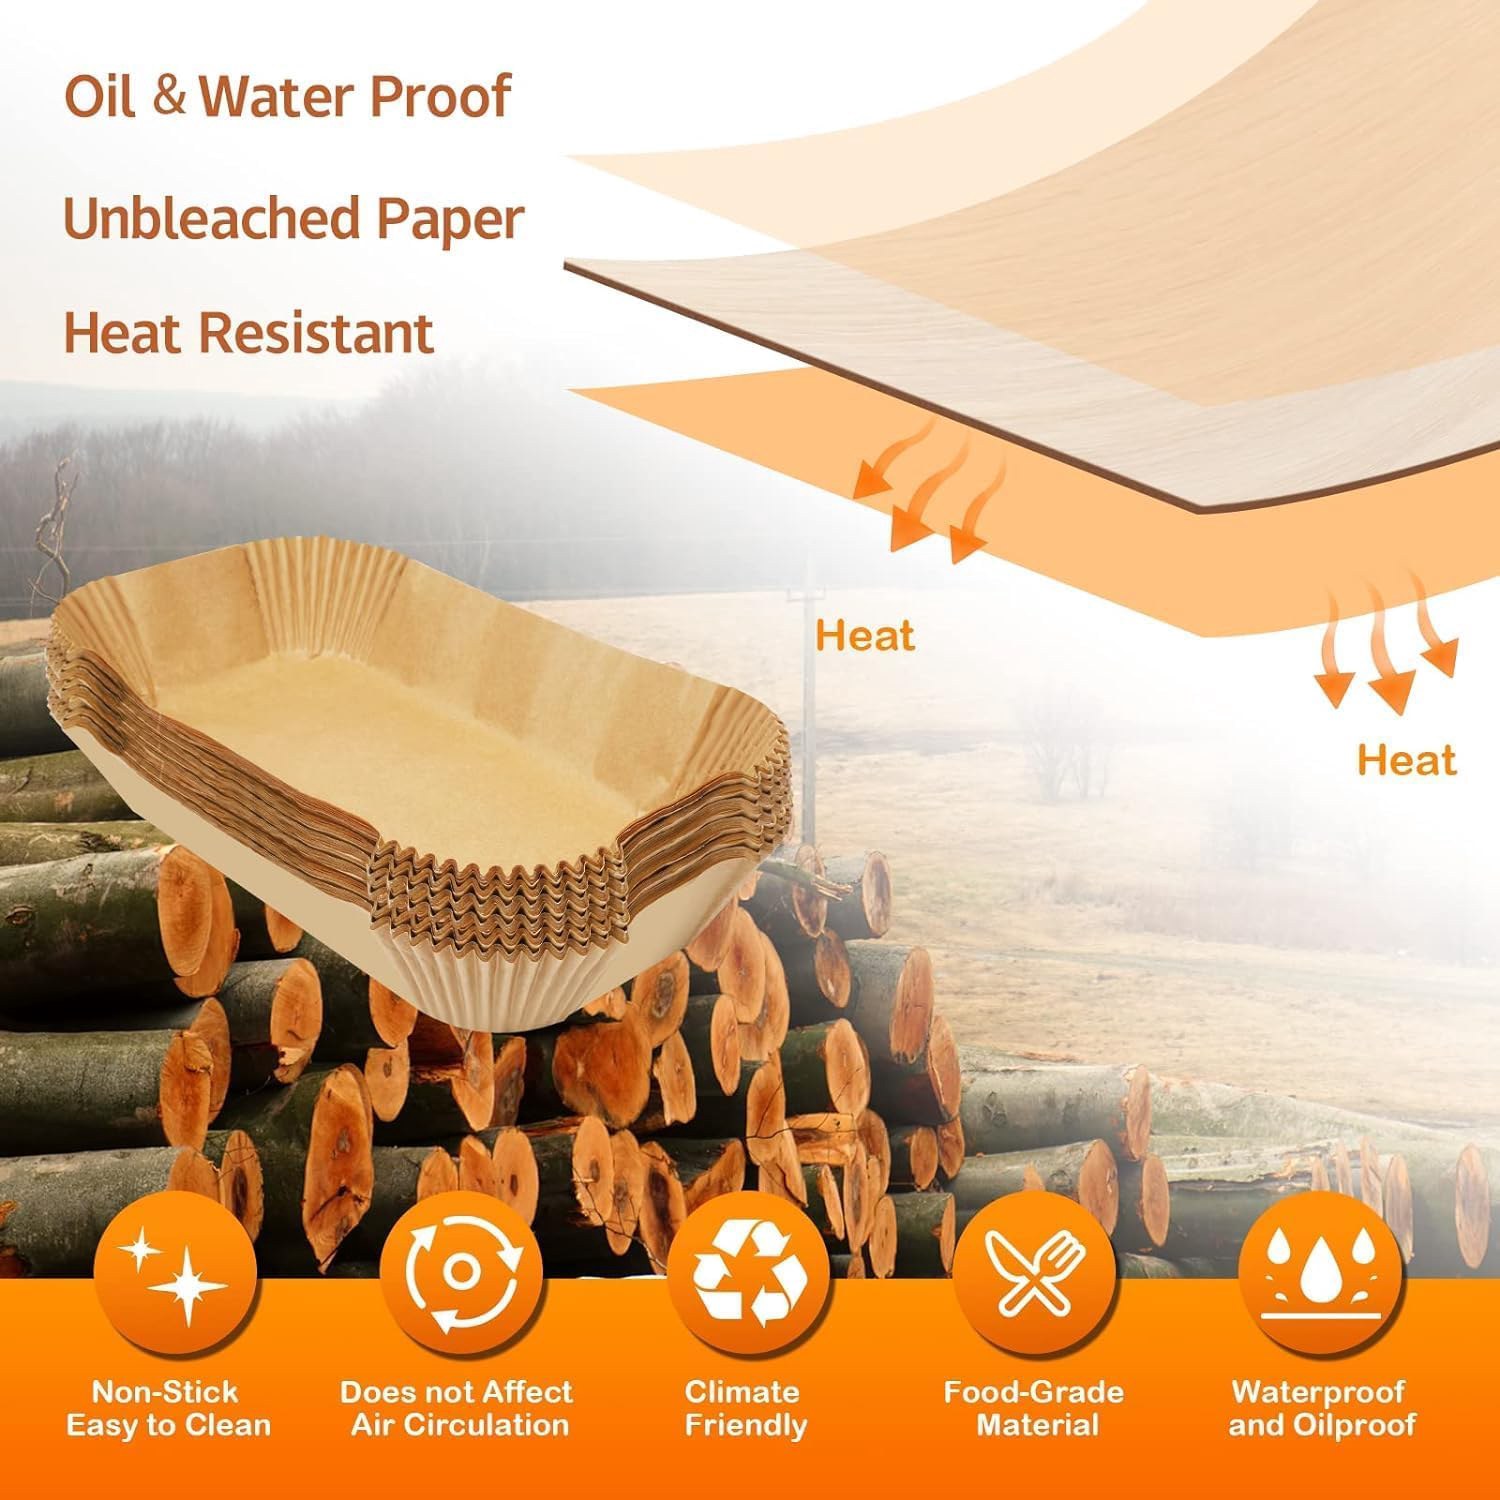 Oil & Water Proof
Unbleached Paper
Heat Resistant
Heat
Heat
Non-Stick
Easy to Clean
Does not Affect
Air Circulation
Climate
Friendly
Food-Grade
Material
Waterproof
and Oilproof